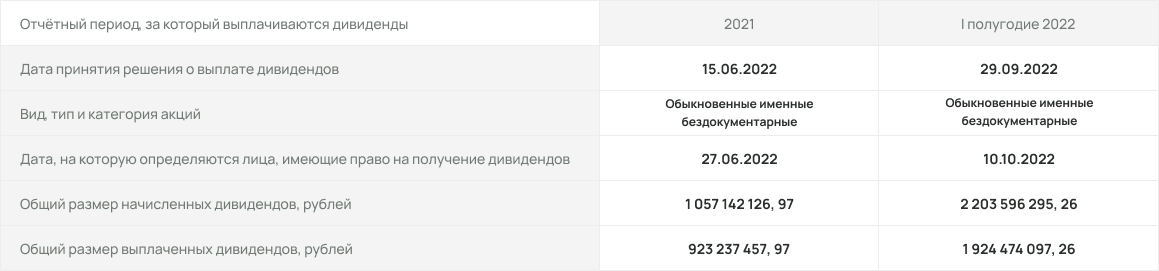 Отчётный период, за который выплачиваются дивиденды 2021 I полугодие 2022
Дата принятия решения о выплате дивидендов 15.06.2022 29.09.2022
Вид, тип и категория акций Обыкновенные именные бездокументарные Обыкновенные именные бездокументарные
Дата, на которую определяются лица, имеющие право на получение дивидендов 27.06.2022 10.10.2022
Общий размер начисленных дивидендов, рублей 1 057 142 126, 97 2 203 596 295, 26
Общий размер выплаченных дивидендов, рублей 923 237 457, 97 1 924 474 097, 26